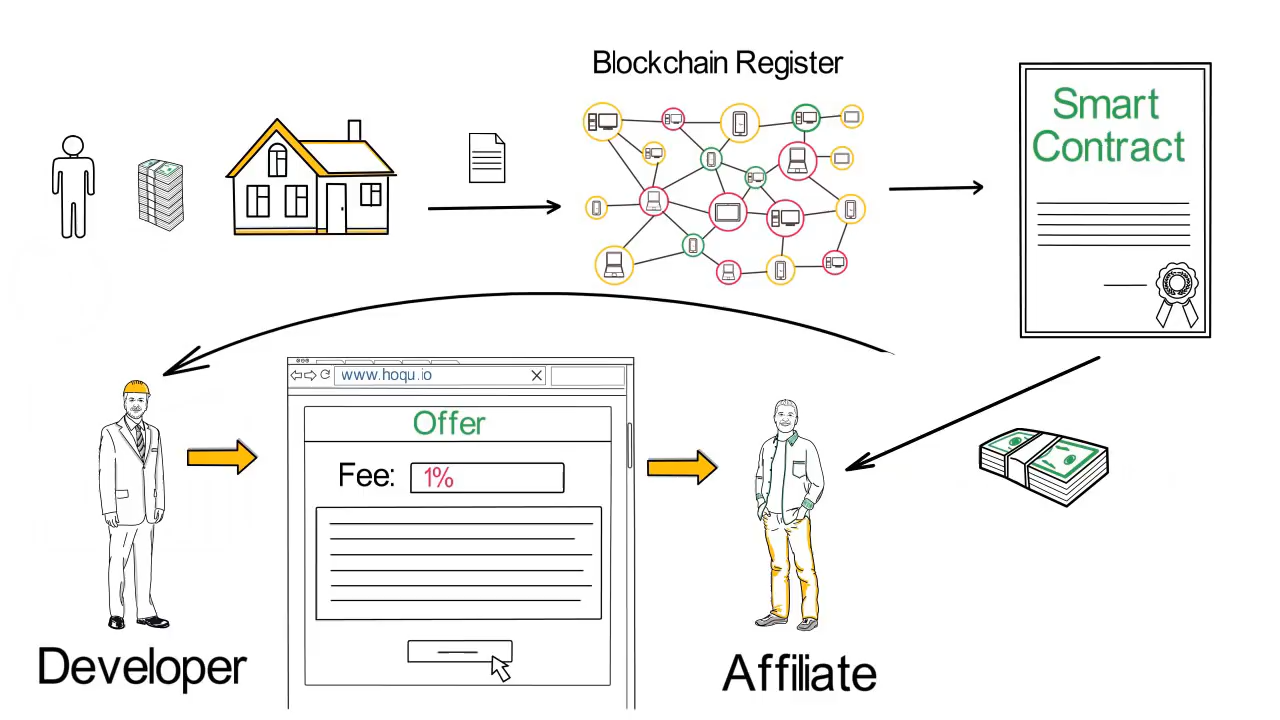 Blockchain Register
Smart
Contract
www.hoqu.io
Offer
Fee: 1%
Developer
Affiliate